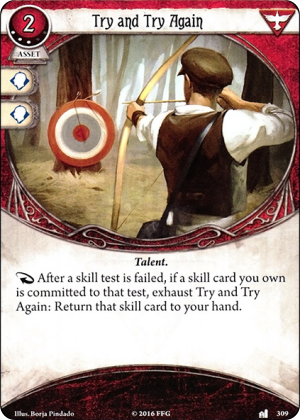 Try and Try Again
2
ASSET
Talent.
After a skill test is failed, if a skill card you own
is committed to that test, exhaust Try and Try
Again: Return that skill card to your hand.
Illus. Borja Pindado
© 2016 FFG
309